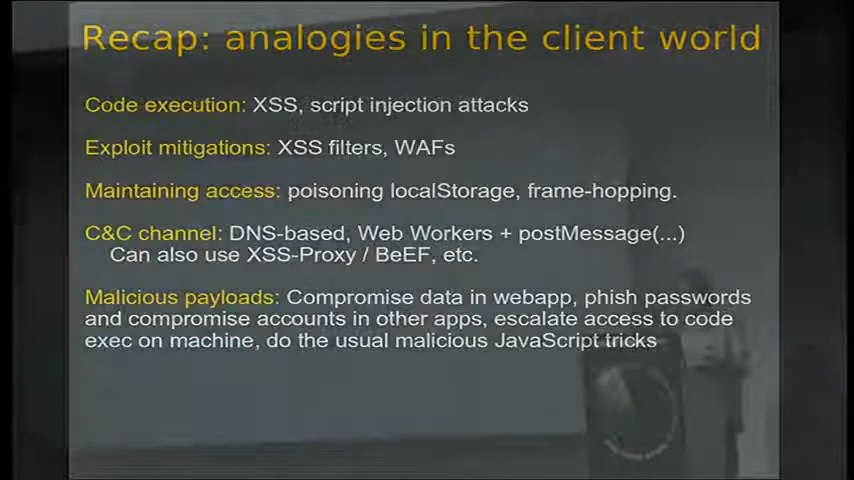 Recap: analogies in the client world
Code execution: XSS, script injection attacks
Exploit mitigations: XSS filters, WAFs
Maintaining access: poisoning localStorage, frame-hopping.
C&C channel: DNS-based, Web Workers + postMessage(...)
Can also use XSS-Proxy / BeEF, etc.
Malicious payloads: Compromise data in webapp, phish passwords
and compromise accounts in other apps, escalate access to code
exec on machine, do the usual malicious JavaScript tricks